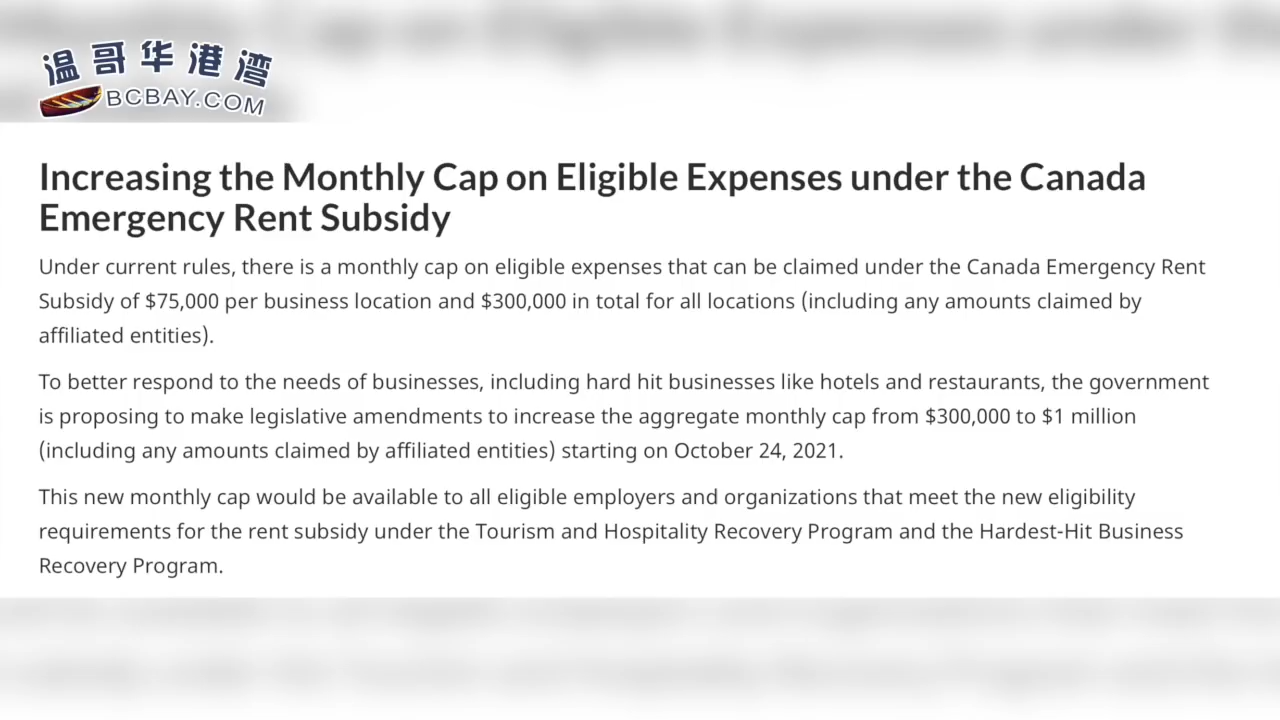 温哥华港湾
BCBAY.COM
Increasing the Monthly Cap on Eligible Expenses under the Canada
Emergency Rent Subsidy
Under current rules, there is a monthly cap on eligible expenses that can be claimed under the Canada Emergency Rent
Subsidy of $75,000 per business location and $300,000 in total for all locations (including any amounts claimed by
affiliated entities).
To better respond to the needs of businesses, including hard hit businesses like hotels and restaurants, the government
is proposing to make legislative amendments to increase the aggregate monthly cap from $300,000 to $1 million
(including any amounts claimed by affiliated entities) starting on October 24, 2021.
This new monthly cap would be available to all eligible employers and organizations that meet the new eligibility
requirements for the rent subsidy under the Tourism and Hospitality Recovery Program and the Hardest-Hit Business
Recovery Program.